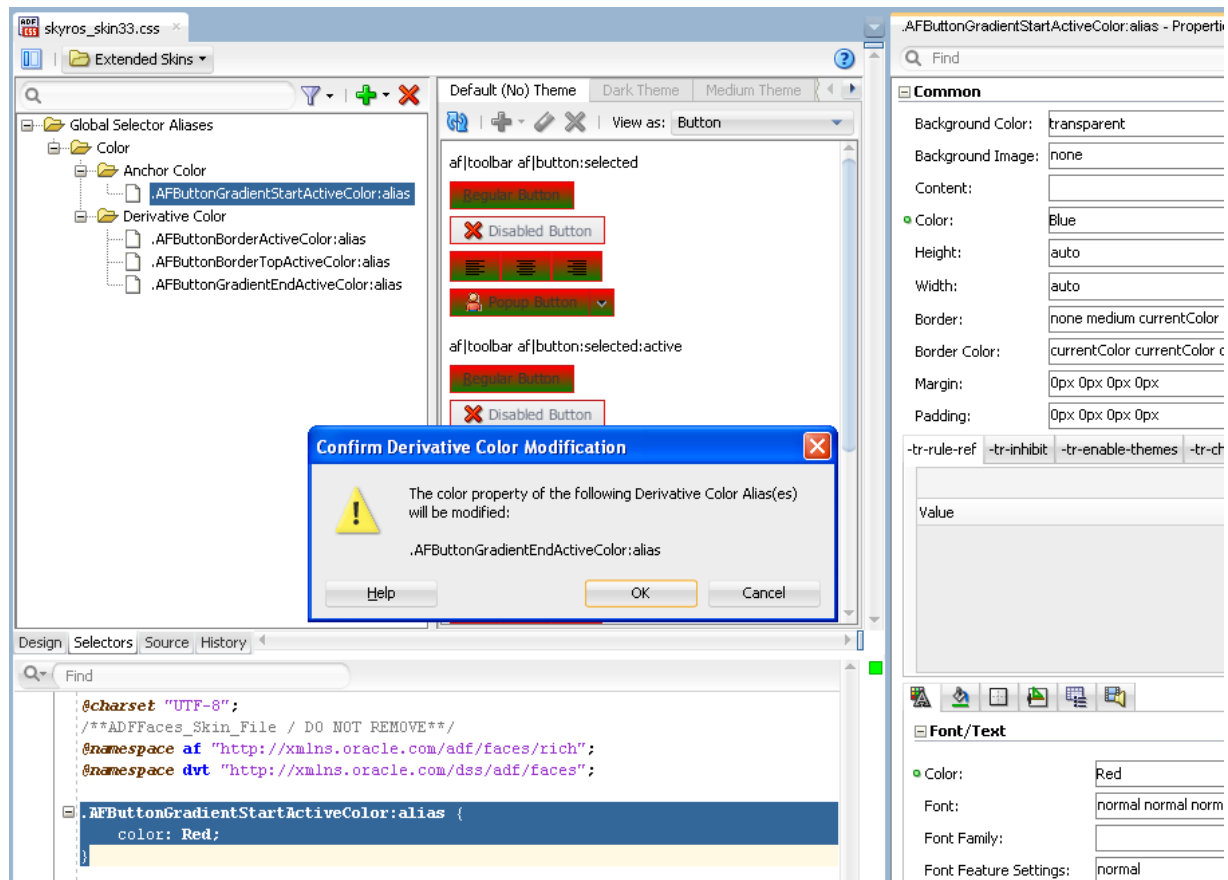 skyros_skin33.css
Extended Skins
Global Selector Aliases
Color
Anchor Color
.AFButtonGradientStartActiveColor:alias
Derivative Color
.AFButtonBorderActiveColor:alias
.AFButtonBorderTopActiveColor:alias
.AFButtonGradientEndActiveColor:alias
Default (No) Theme
Dark Theme
Medium Theme
View as: Button
af|toolbar af|button:selected
Regular Button
Disabled Button
Popup Button
af|toolbar af|button:selected:active
Regular Button
Disabled Button
Confirm Derivative Color Modification
The color property of the following Derivative Color Alias(es)
will be modified:
.AFButtonGradientEndActiveColor:alias
Help
OK
Cancel
Design
Selectors
Source
History
Find
@charset "UTF-8";
/**ADFFaces_Skin_File / DO NOT REMOVE**/
@namespace af "http://xmlns.oracle.com/adf/faces/rich";
@namespace dvt "http://xmlns.oracle.com/dss/adf/faces";
.AFButtonGradientStartActiveColor:alias {
color: Red;
}
.AFButtonGradientStartActiveColor:alias - Properti
Find
Common
Background Color: transparent
Background Image: none
Content:
Color: Blue
Height: auto
Width: auto
Border: none medium currentColor
Border Color: currentColor currentColor c
Margin: 0px 0px 0px 0px
Padding: 0px 0px 0px 0px
-tr-rule-ref
-tr-inhibit
-tr-enable-themes
-tr-ch
Value
Font/Text
Color: Red
Font: normal normal norm
Font Family:
Font Feature Settings: normal